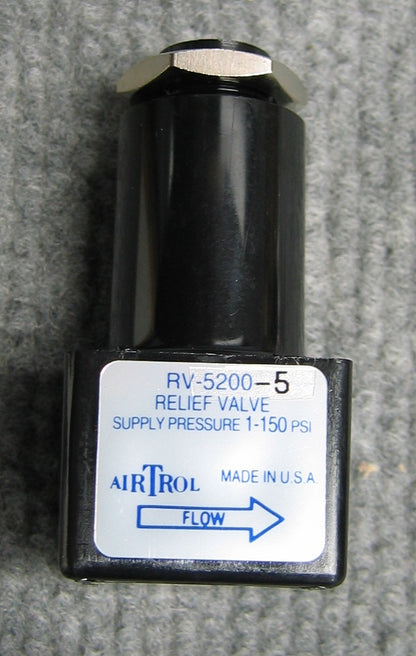 RV-5200-5
RELIEF VALVE
SUPPLY PRESSURE 1-150 PSI
AIRTROL MADE IN U.S.A.
FLOW